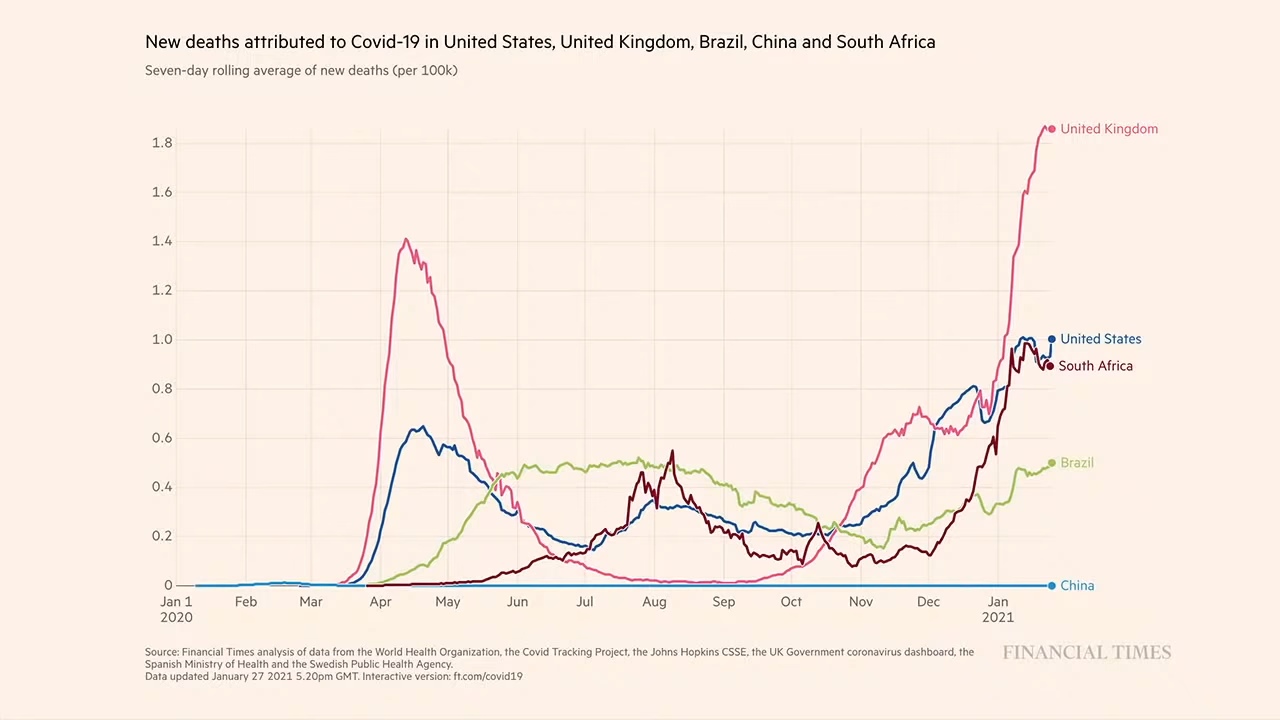 New deaths attributed to Covid-19 in United States, United Kingdom, Brazil, China and South Africa
Seven-day rolling average of new deaths (per 100k)
United Kingdom
1.8
1.6
1.4
1.2
1.0
United States
South Africa
0.8
0.6
Brazil
0.4
0.2
0
China
Jan 1 Feb Mar Apr May Jun Jul Aug Sep Oct Nov Dec Jan
2020 2021
Source: Financial Times analysis of data from the World Health Organization, the Covid Tracking Project, the Johns Hopkins CSSE, the UK Government coronavirus dashboard, the
Spanish Ministry of Health and the Swedish Public Health Agency.
Data updated January 27 2021 5.20pm GMT. Interactive version: ft.com/covid19
FINANCIAL TIMES